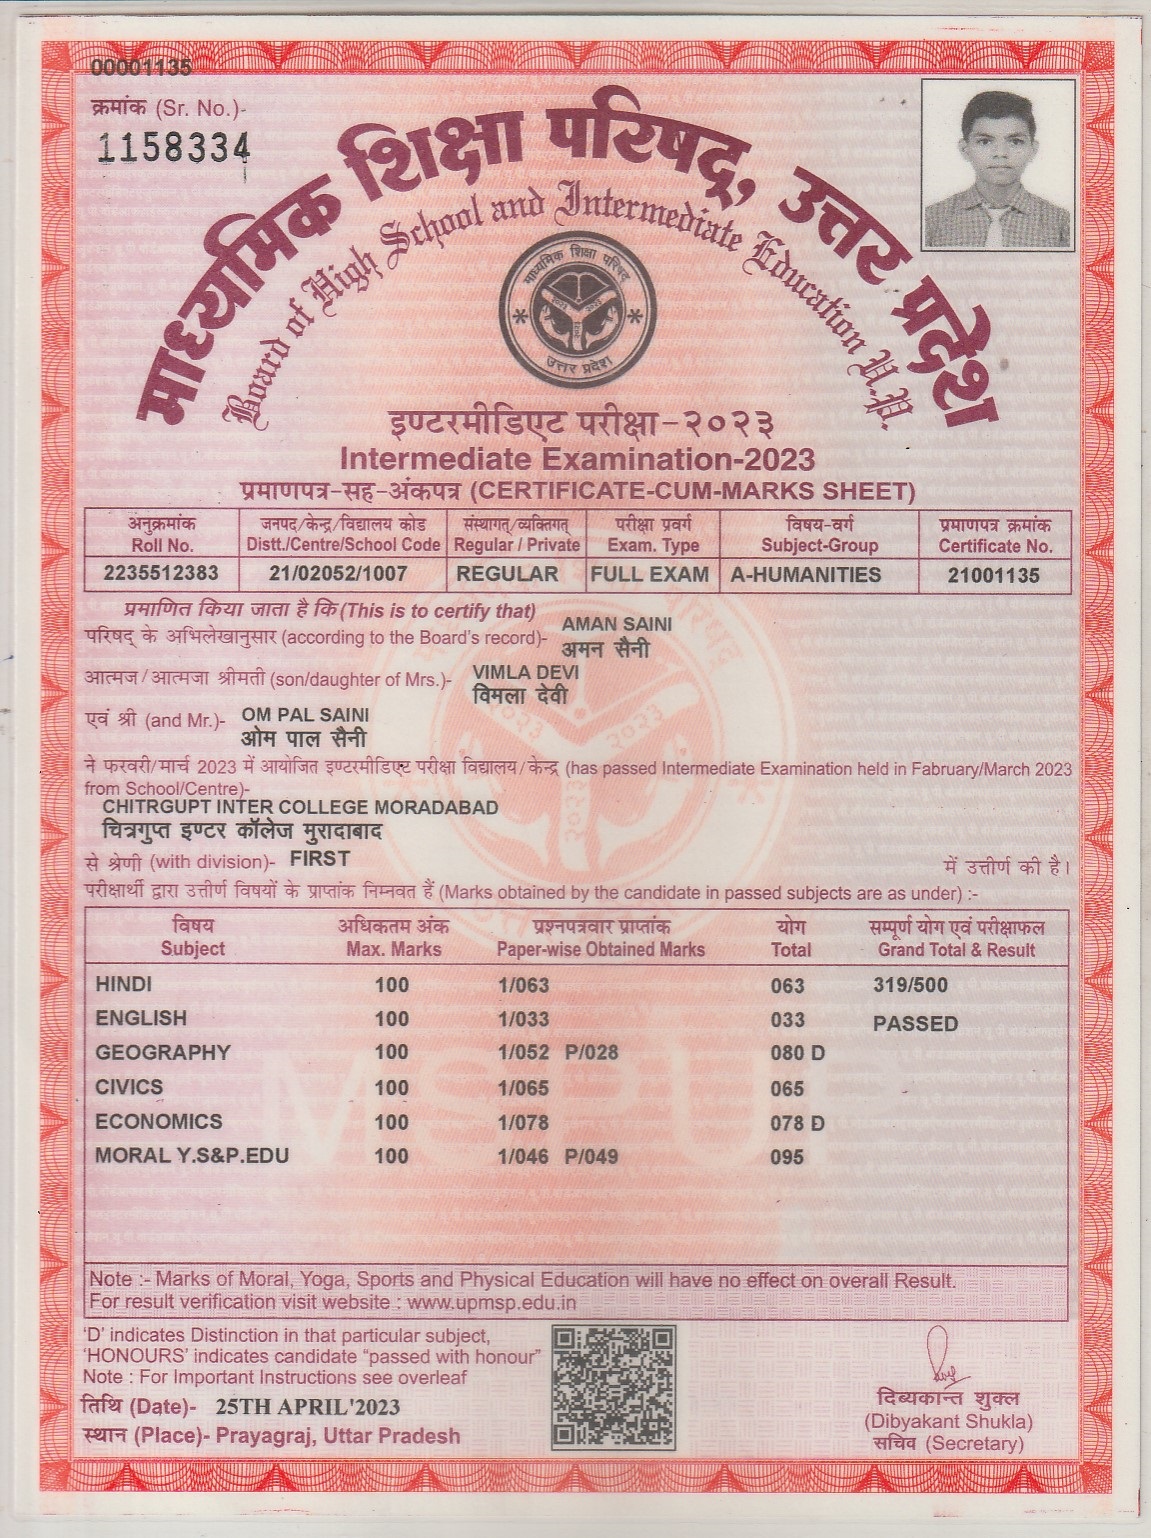 00001135
क्रमांक (Sr. No.)-
1158334
माध्यमिक शिक्षा परिषद्, उत्तर प्रदेश
Board of High School and Intermediate Education U.P.
माध्यमिक शिक्षा परिषद्
उत्तर प्रदेश
इण्टरमीडिएट परीक्षा-२०२३
Intermediate Examination-2023
प्रमाणपत्र-सह-अंकपत्र (CERTIFICATE-CUM-MARKS SHEET)
अनुक्रमांक जनपद/केन्द्र/विद्यालय कोड संस्थागत्/व्यक्तिगत् परीक्षा प्रवर्ग विषय-वर्ग प्रमाणपत्र क्रमांक
Roll No. Distt./Centre/School Code Regular / Private Exam. Type Subject-Group Certificate No.
2235512383 21/02052/1007 REGULAR FULL EXAM A-HUMANITIES 21001135
प्रमाणित किया जाता है कि (This is to certify that)
परिषद् के अभिलेखानुसार (according to the Board's record)- AMAN SAINI
अमन सैनी
आत्मज/आत्मजा श्रीमती (son/daughter of Mrs.)- VIMLA DEVI
विमला देवी
एवं श्री (and Mr.)- OM PAL SAINI
ओम पाल सैनी
ने फरवरी/मार्च 2023 में आयोजित इण्टरमीडिएट परीक्षा विद्यालय/केन्द्र (has passed Intermediate Examination held in Fabruary/March 2023
from School/Centre)-
CHITRGUPT INTER COLLEGE MORADABAD
चित्रगुप्त इण्टर कॉलेज मुरादाबाद
से श्रेणी (with division)- FIRST में उत्तीर्ण की है।
परीक्षार्थी द्वारा उत्तीर्ण विषयों के प्राप्तांक निम्नवत हैं (Marks obtained by the candidate in passed subjects are as under) :-
विषय अधिकतम अंक प्रश्नपत्रवार प्राप्तांक योग सम्पूर्ण योग एवं परीक्षाफल
Subject Max. Marks Paper-wise Obtained Marks Total Grand Total & Result
HINDI 100 1/063 063 319/500
ENGLISH 100 1/033 033 PASSED
GEOGRAPHY 100 1/052 P/028 080 D
CIVICS 100 1/065 065
ECONOMICS 100 1/078 078 D
MORAL Y.S&P.EDU 100 1/046 P/049 095
Note :- Marks of Moral, Yoga, Sports and Physical Education will have no effect on overall Result.
For result verification visit website : www.upmsp.edu.in
'D' indicates Distinction in that particular subject,
'HONOURS' indicates candidate "passed with honour"
Note : For Important Instructions see overleaf
तिथि (Date)- 25TH APRIL'2023
स्थान (Place)- Prayagraj, Uttar Pradesh
दिब्यकान्त शुक्ल
(Dibyakant Shukla)
सचिव (Secretary)